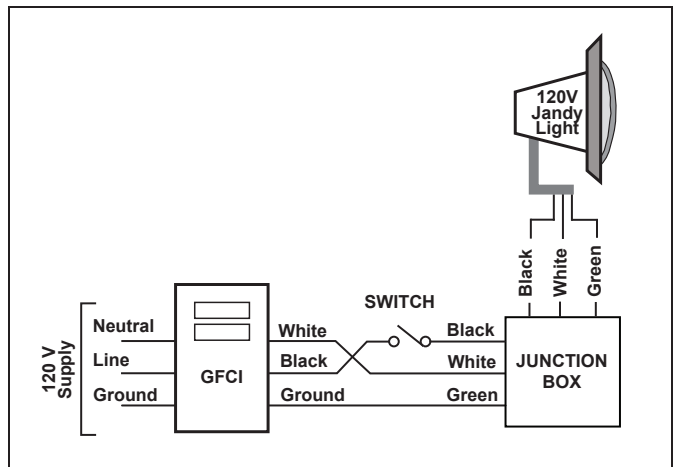 120V
Jandy
Light
Black
White
Green
120 V
Supply
Neutral
Line
Ground
GFCI
White
Black
Ground
SWITCH
Black
White
Green
JUNCTION
BOX